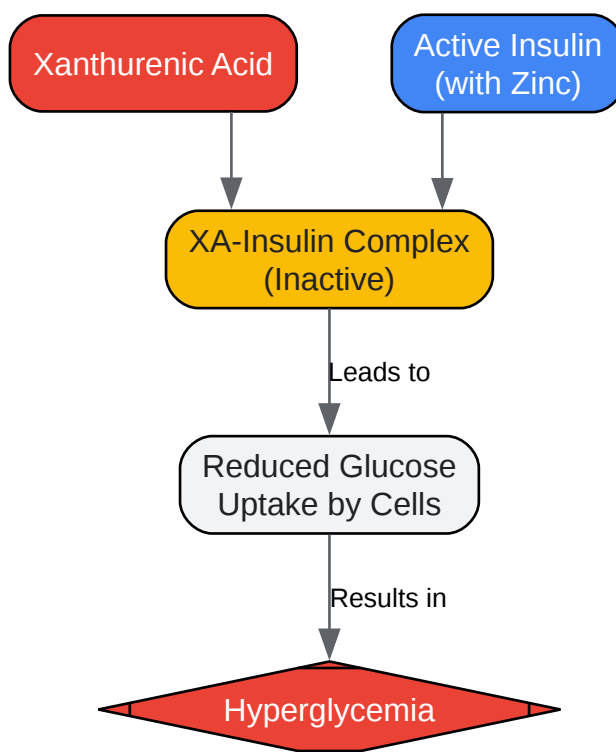 Xanthurenic Acid
Active Insulin
(with Zinc)
XA-Insulin Complex
(Inactive)
Leads to
Reduced Glucose
Uptake by Cells
Results in
Hyperglycemia